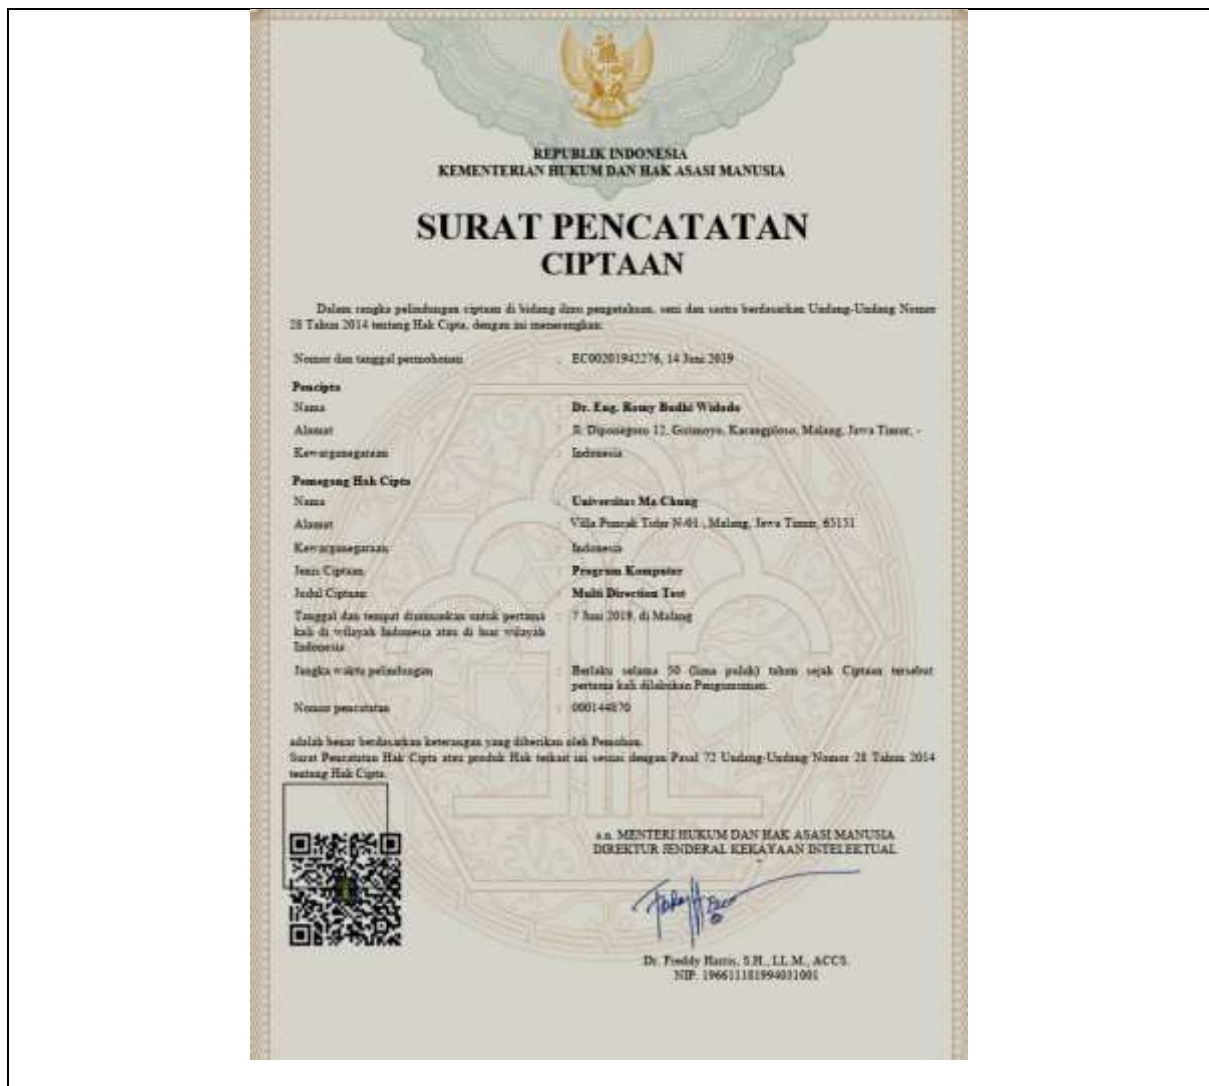 REPUBLIK INDONESIA
KEMENTERIAN HUKUM DAN HAK ASASI MANUSIA
SURAT PENCATATAN
CIPTAAN
Dalam rangka pelindungan ciptaan di bidang ilmu pengetahuan, seni dan sastra berdasarkan Undang-Undang Nomor
28 Tahun 2014 tentang Hak Cipta, dengan ini menerangkan:
Nomor dan tanggal permohonan : EC00201942276, 14 Juni 2019
Pencipta
Nama : Dr. Eng. Romy Budhi Widodo
Alamat : Jl. Diponegoro 12, Karangploso, Malang, Jawa Timur, -
Kewarganegaraan : Indonesia
Pemegang Hak Cipta
Nama : Universitas Ma Chung
Alamat : Villa Puncak Tidar N-01 , Malang, Jawa Timur, 65151
Kewarganegaraan : Indonesia
Jenis Ciptaan : Program Komputer
Judul Ciptaan : Multi Direction Test
Tanggal dan tempat diumumkan untuk pertama : 7 Juni 2019, di Malang
kali di wilayah Indonesia atau di luar wilayah
Indonesia
Jangka waktu pelindungan : Berlaku selama 50 (lima puluh) tahun sejak Ciptaan tersebut
pertama kali dilakukan Pengumuman.
Nomor pencatatan : 000144870
adalah benar berdasarkan keterangan yang diberikan oleh Pemohon.
Surat Pencatatan Hak Cipta atau produk Hak terkait ini sesuai dengan Pasal 72 Undang-Undang Nomor 28 Tahun 2014
tentang Hak Cipta.
a.n. MENTERI HUKUM DAN HAK ASASI MANUSIA
DIREKTUR JENDERAL KEKAYAAN INTELEKTUAL
Dr. Freddy Harris, S.H., LL.M., ACCS.
NIP. 196611181994031001